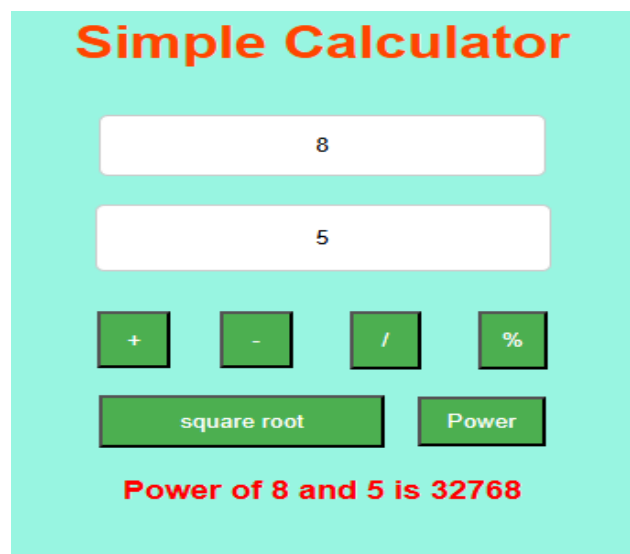 Simple Calculator
8
5
+ - / %
square root Power
Power of 8 and 5 is 32768